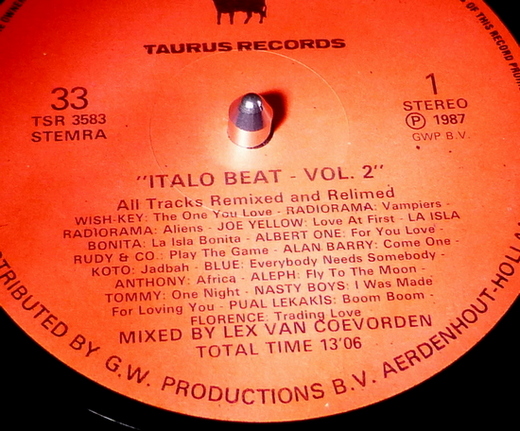 TAURUS RECORDS
33
TSR 3583
STEMRA
1
STEREO
Ⓟ 1987
GWP B.V.
"ITALO BEAT - VOL. 2"
All Tracks Remixed and Relimed
WISH-KEY: The One You Love - RADIORAMA: Vampiers -
RADIORAMA: Aliens - JOE YELLOW: Love At First - LA ISLA
BONITA: La Isla Bonita - ALBERT ONE: For You Love -
RUDY & CO.: Play The Game - ALAN BARRY: Come One -
KOTO: Jadbah - BLUE: Everybody Needs Somebody -
ANTHONY: Africa - ALEPH: Fly To The Moon -
TOMMY: One Night - NASTY BOYS: I Was Made
For Loving You - PUAL LEKAKIS: Boom Boom -
FLORENCE: Trading Love
MIXED BY LEX VAN COEVORDEN
TOTAL TIME 13'06
TRIBUTED BY G.W. PRODUCTIONS B.V. AERDENHOUT-HOLLA
OF THIS RECORD PROH